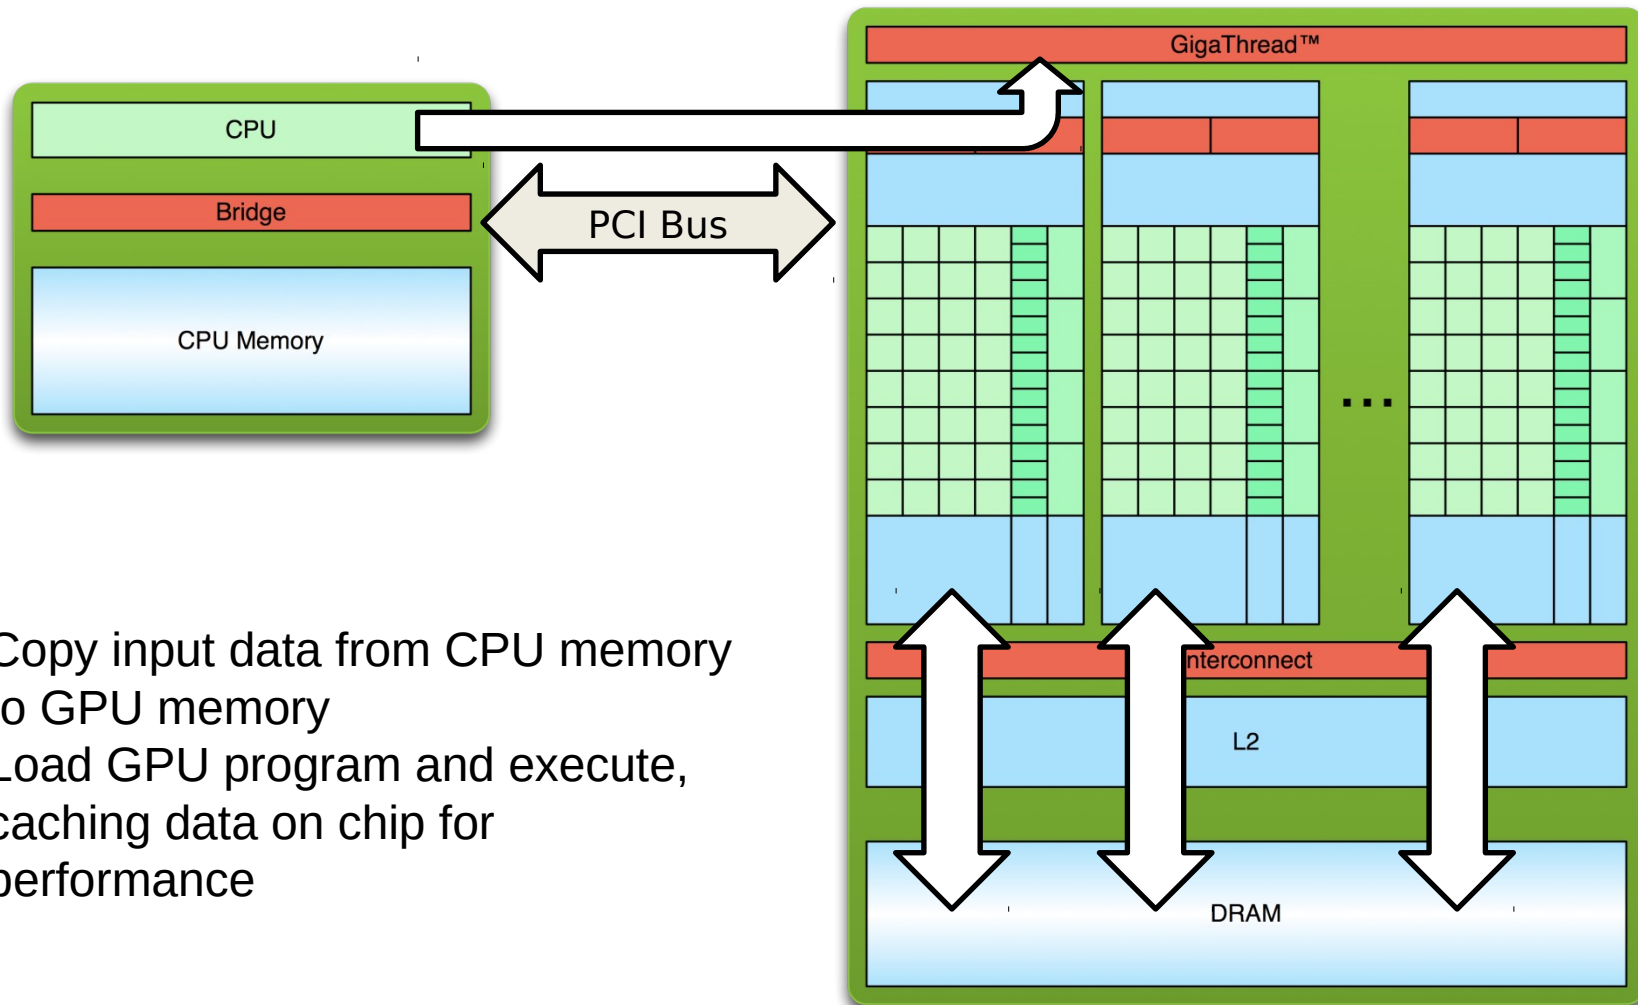 GigaThread™
CPU
Bridge
PCI Bus
CPU Memory
...
Copy input data from CPU memory
to GPU memory
Load GPU program and execute,
caching data on chip for
performance
nterconnect
L2
DRAM